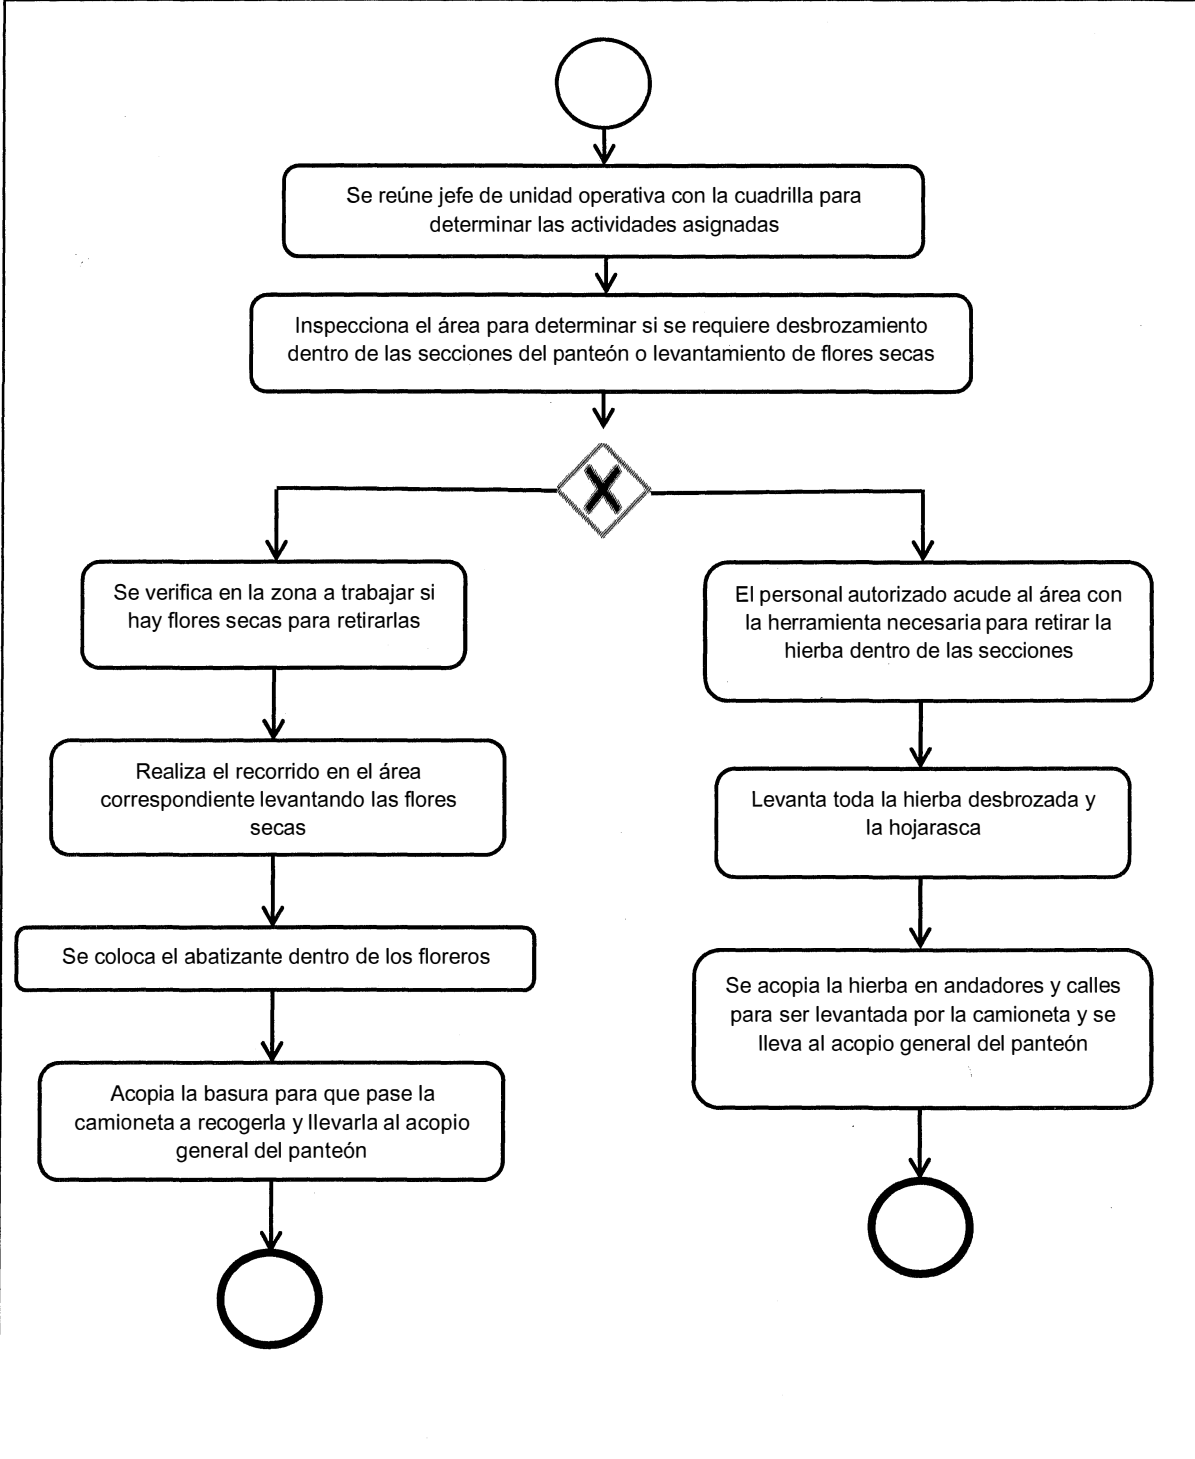 Se reúne jefe de unidad operativa con la cuadrilla para
determinar las actividades asignadas
Inspecciona el área para determinar si se requiere desbrozamiento
dentro de las secciones del panteón o levantamiento de flores secas
Se verifica en la zona a trabajar si
hay flores secas para retirarlas
Realiza el recorrido en el área
correspondiente levantando las flores
secas
Se coloca el abatizante dentro de los floreros
Acopia la basura para que pase la
camioneta a recogerla y llevarla al acopio
general del panteón
El personal autorizado acude al área con
la herramienta necesaria para retirar la
hierba dentro de las secciones
Levanta toda la hierba desbrozada y
la hojarasca
Se acopia la hierba en andadores y calles
para ser levantada por la camioneta y se
lleva al acopio general del panteón